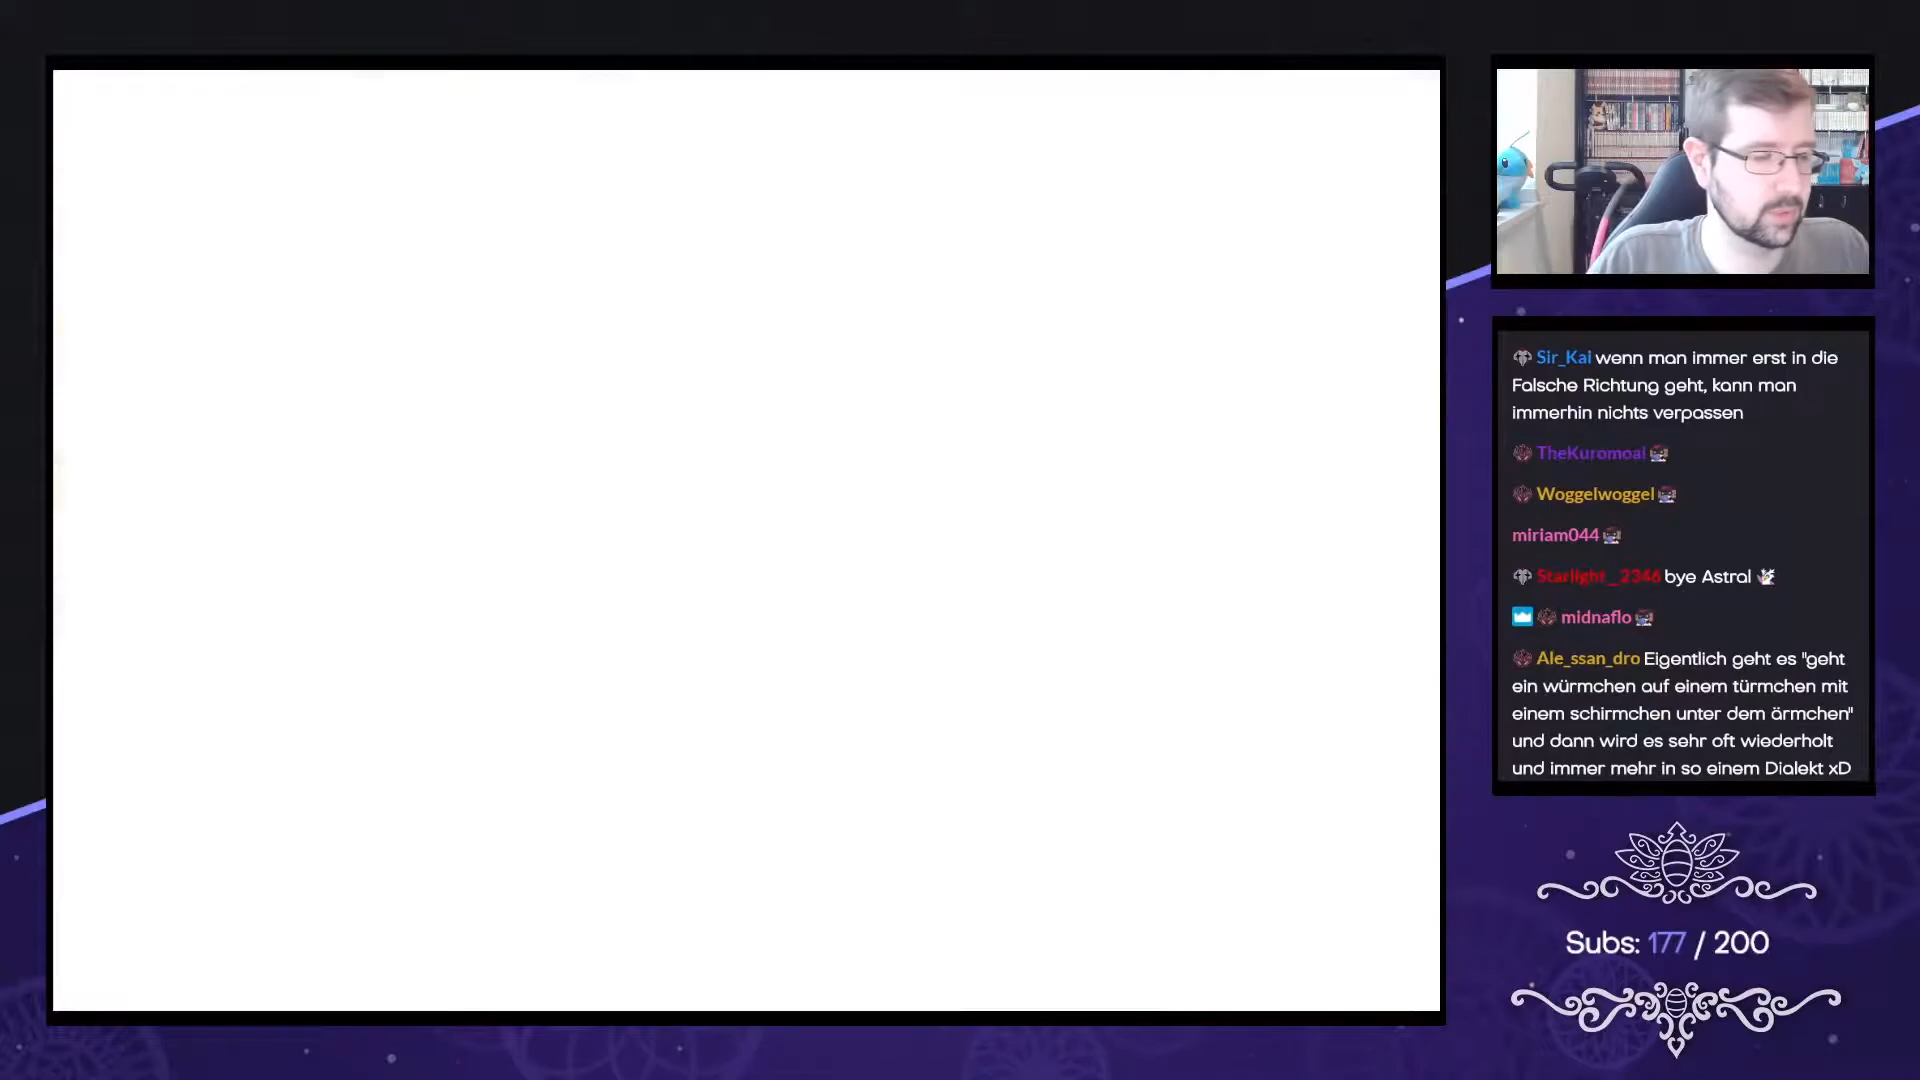 Sir_Kai wenn man immer erst in die
Falsche Richtung geht, kann man
immerhin nichts verpassen
TheKuromoai
Woggelwoggel
miriam044
Starlight_2346 bye Astral
midnaflo
Ale_ssan_dro Eigentlich geht es "geht
ein würmchen auf einem türmchen mit
einem schirmchen unter dem ärmchen"
und dann wird es sehr oft wiederholt
und immer mehr in so einem Dialekt xD
Subs: 177 / 200